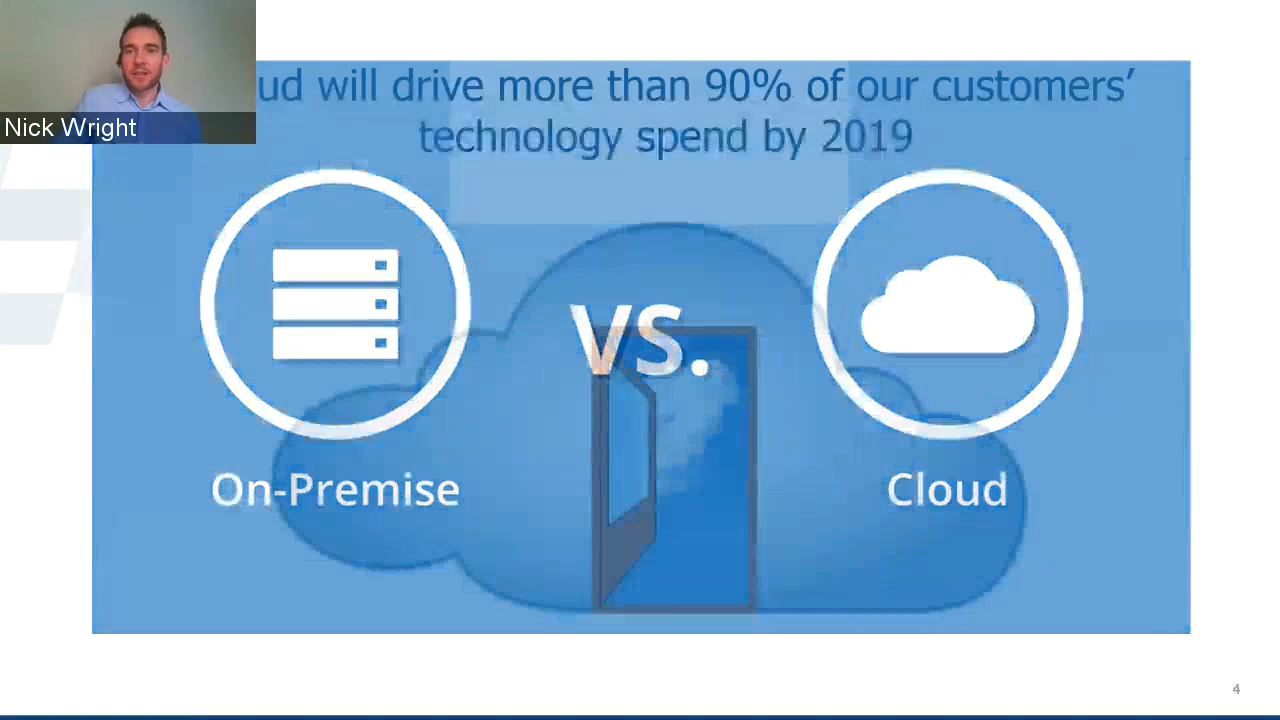 ud will drive more than 90% of our customers’
technology spend by 2019
Nick Wright
VS.
On-Premise
Cloud
4